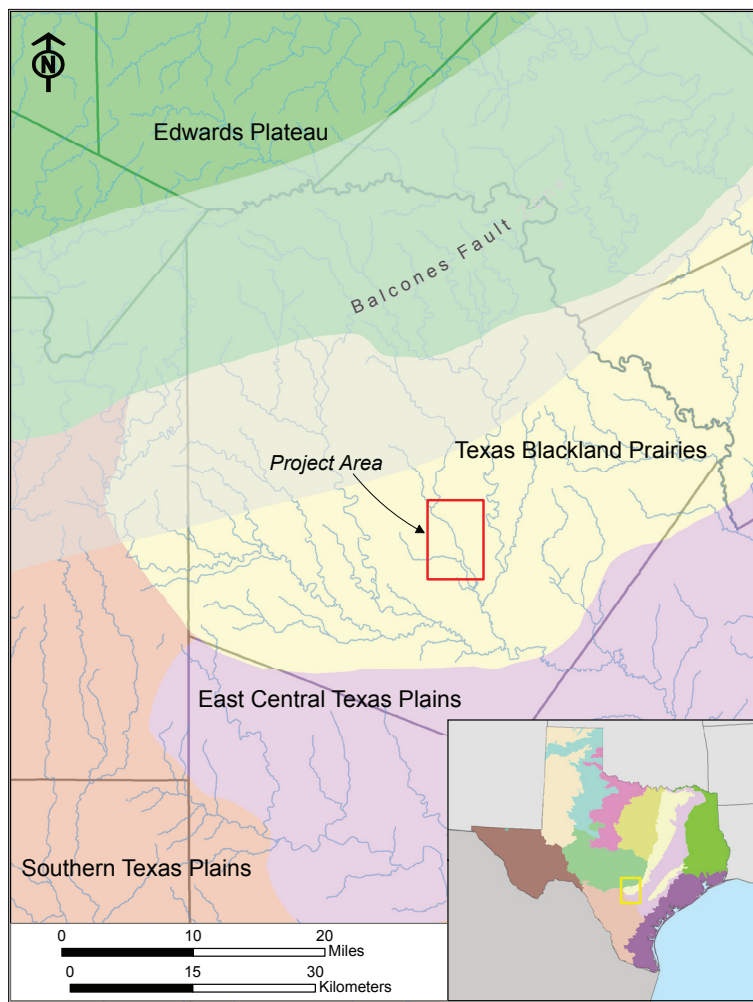 N
Edwards Plateau
Balcones Fault
Texas Blackland Prairies
Project Area
East Central Texas Plains
Southern Texas Plains
0 10 20
Miles
0 15 30
Kilometers